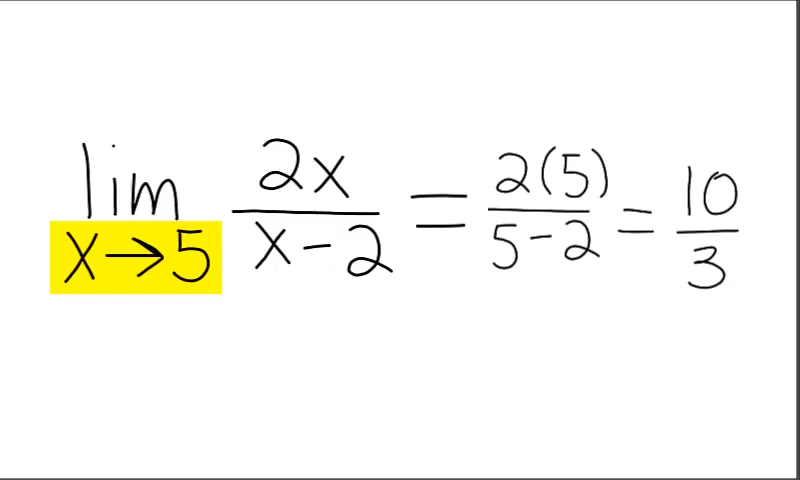 lim x→5 2x/(x-2) = 2(5)/(5-2) = 10/3